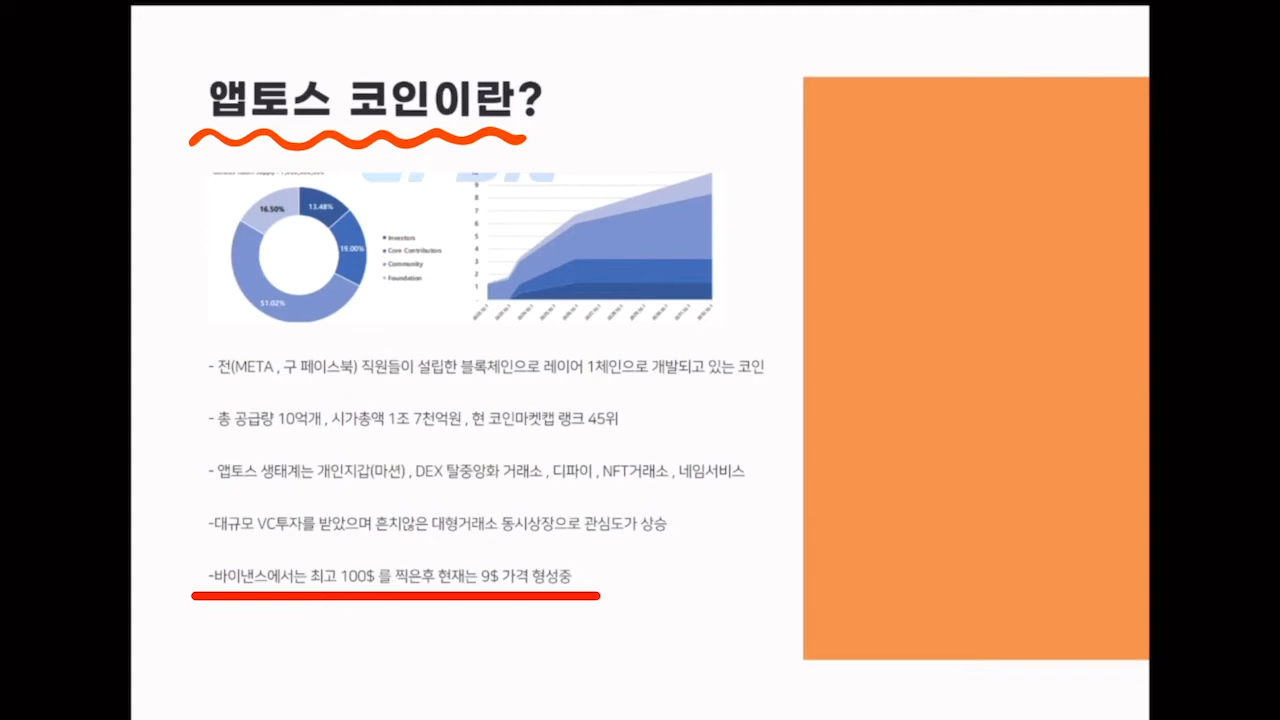 앱토스 코인이란?
16.50%
13.48%
19.00%
51.02%
Investors
Core Contributors
Community
Foundation
9
8
7
6
5
4
3
2
1
- 전(META , 구 페이스북) 직원들이 설립한 블록체인으로 레이어 1체인으로 개발되고 있는 코인
- 총 공급량 10억개 , 시가총액 1조 7천억원 , 현 코인마켓캡 랭크 45위
- 앱토스 생태계는 개인지갑(마션) , DEX 탈중앙화 거래소 , 디파이 , NFT거래소 , 네임서비스
-대규모 VC투자를 받았으며 흔치않은 대형거래소 동시상장으로 관심도가 상승
-바이낸스에서는 최고 100$ 를 찍은후 현재는 9$ 가격 형성중